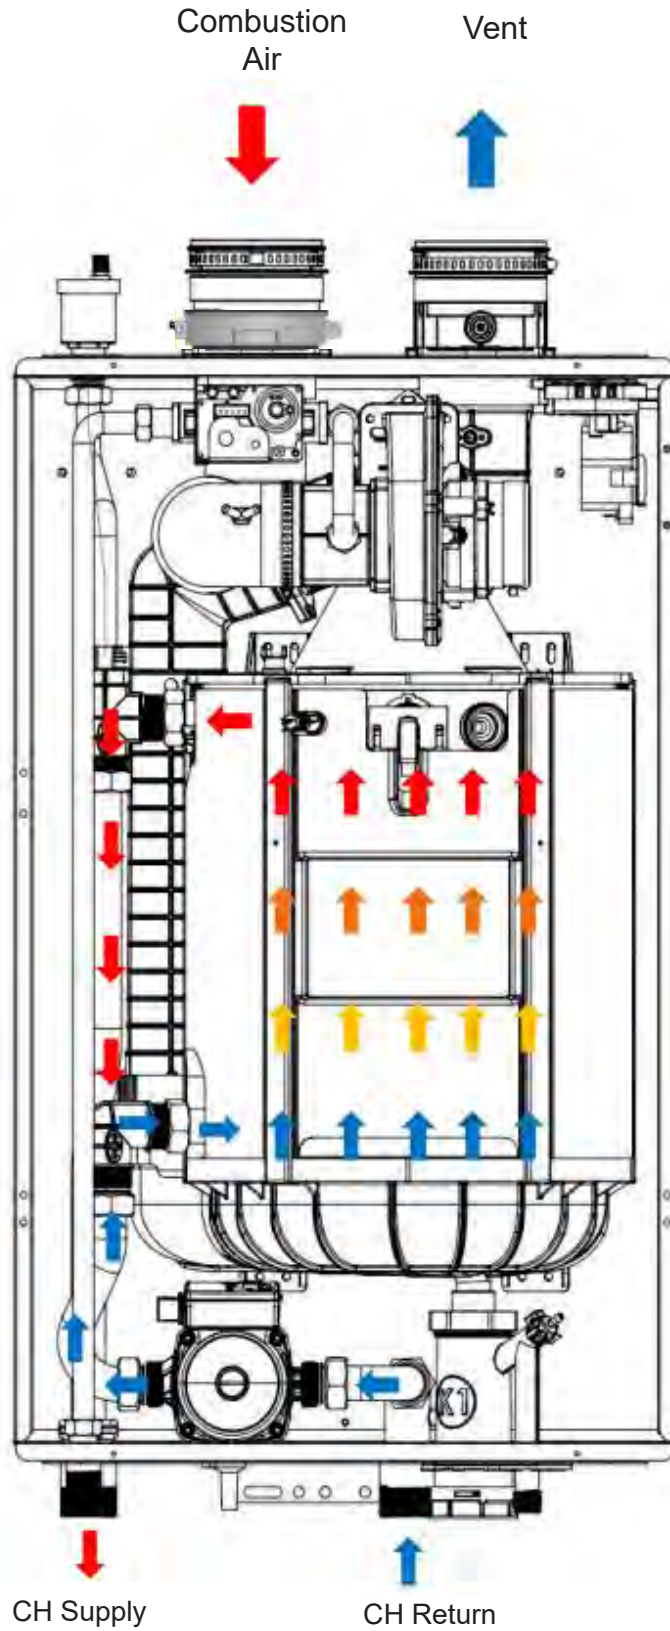 Combustion
Air
Vent
K1
CH Supply
CH Return